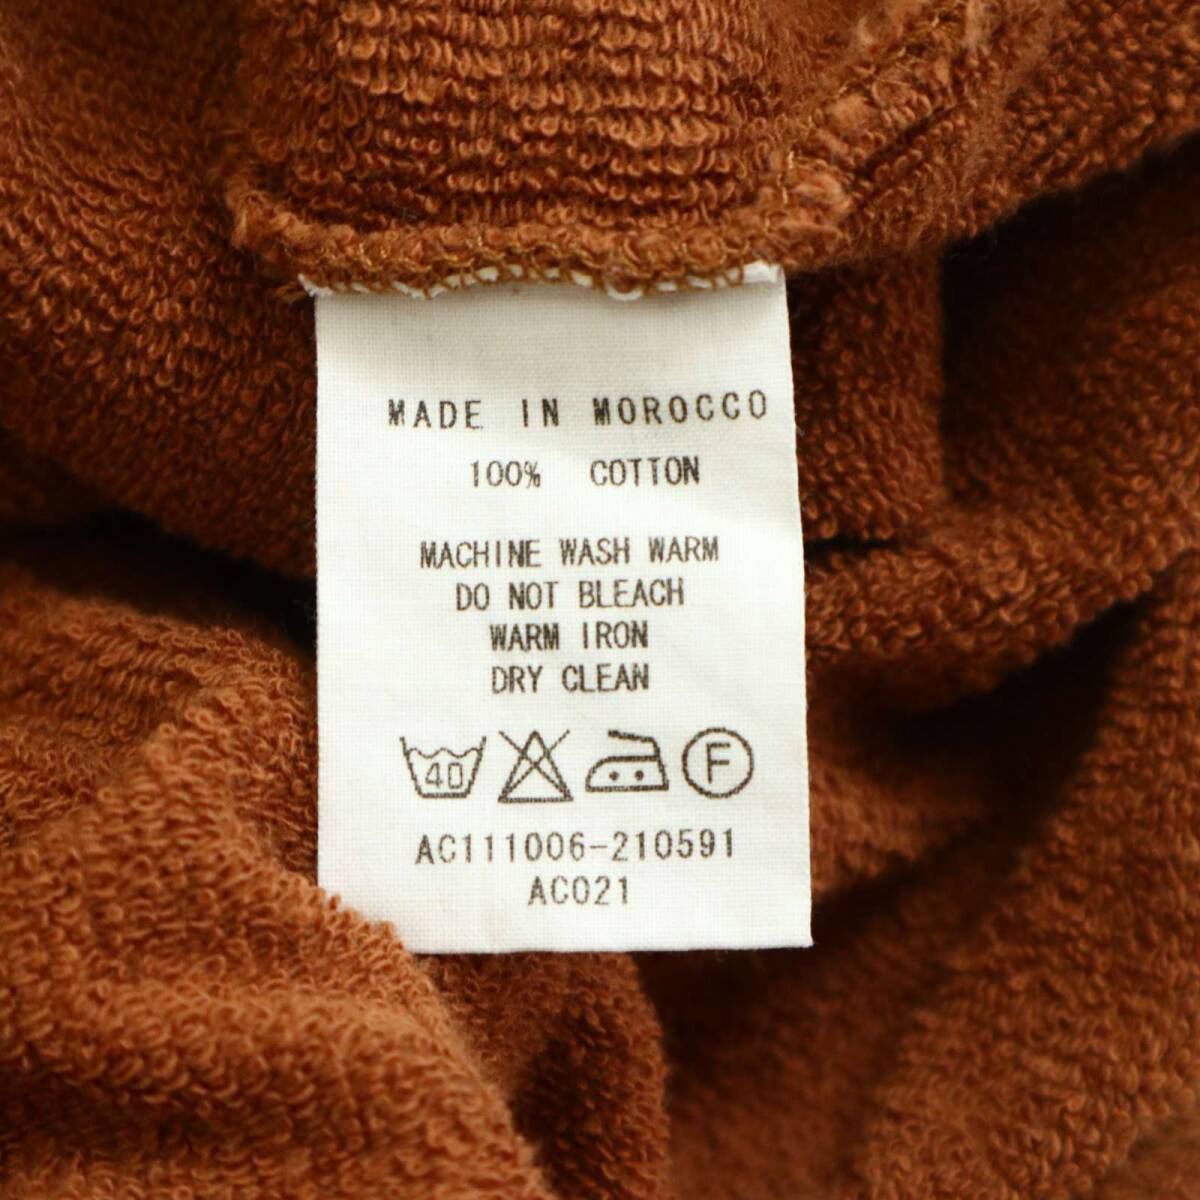 MADE IN MOROCCO
100% COTTON
MACHINE WASH WARM
DO NOT BLEACH
WARM IRON
DRY CLEAN
40 F
AC111006-210591
AC021